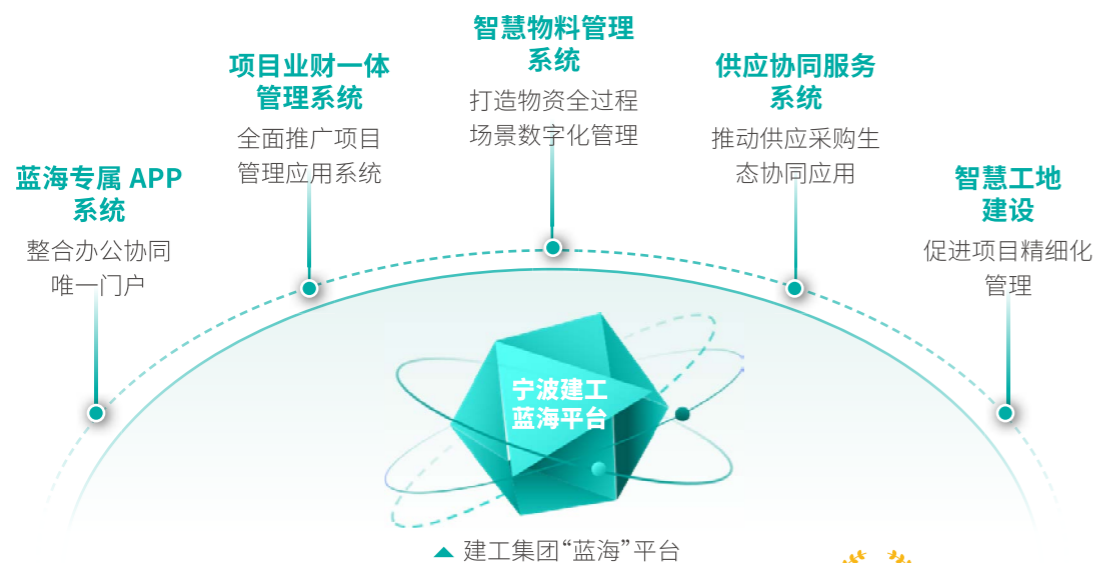 蓝海专属 APP
系统
整合办公协同
唯一门户
项目业财一体
管理系统
全面推广项目
管理应用系统
智慧物料管理
系统
打造物资全过程
场景数字化管理
供应协同服务
系统
推动供应采购生
态协同应用
智慧工地
建设
促进项目精细化
管理
宁波建工
蓝海平台
建工集团“蓝海”平台